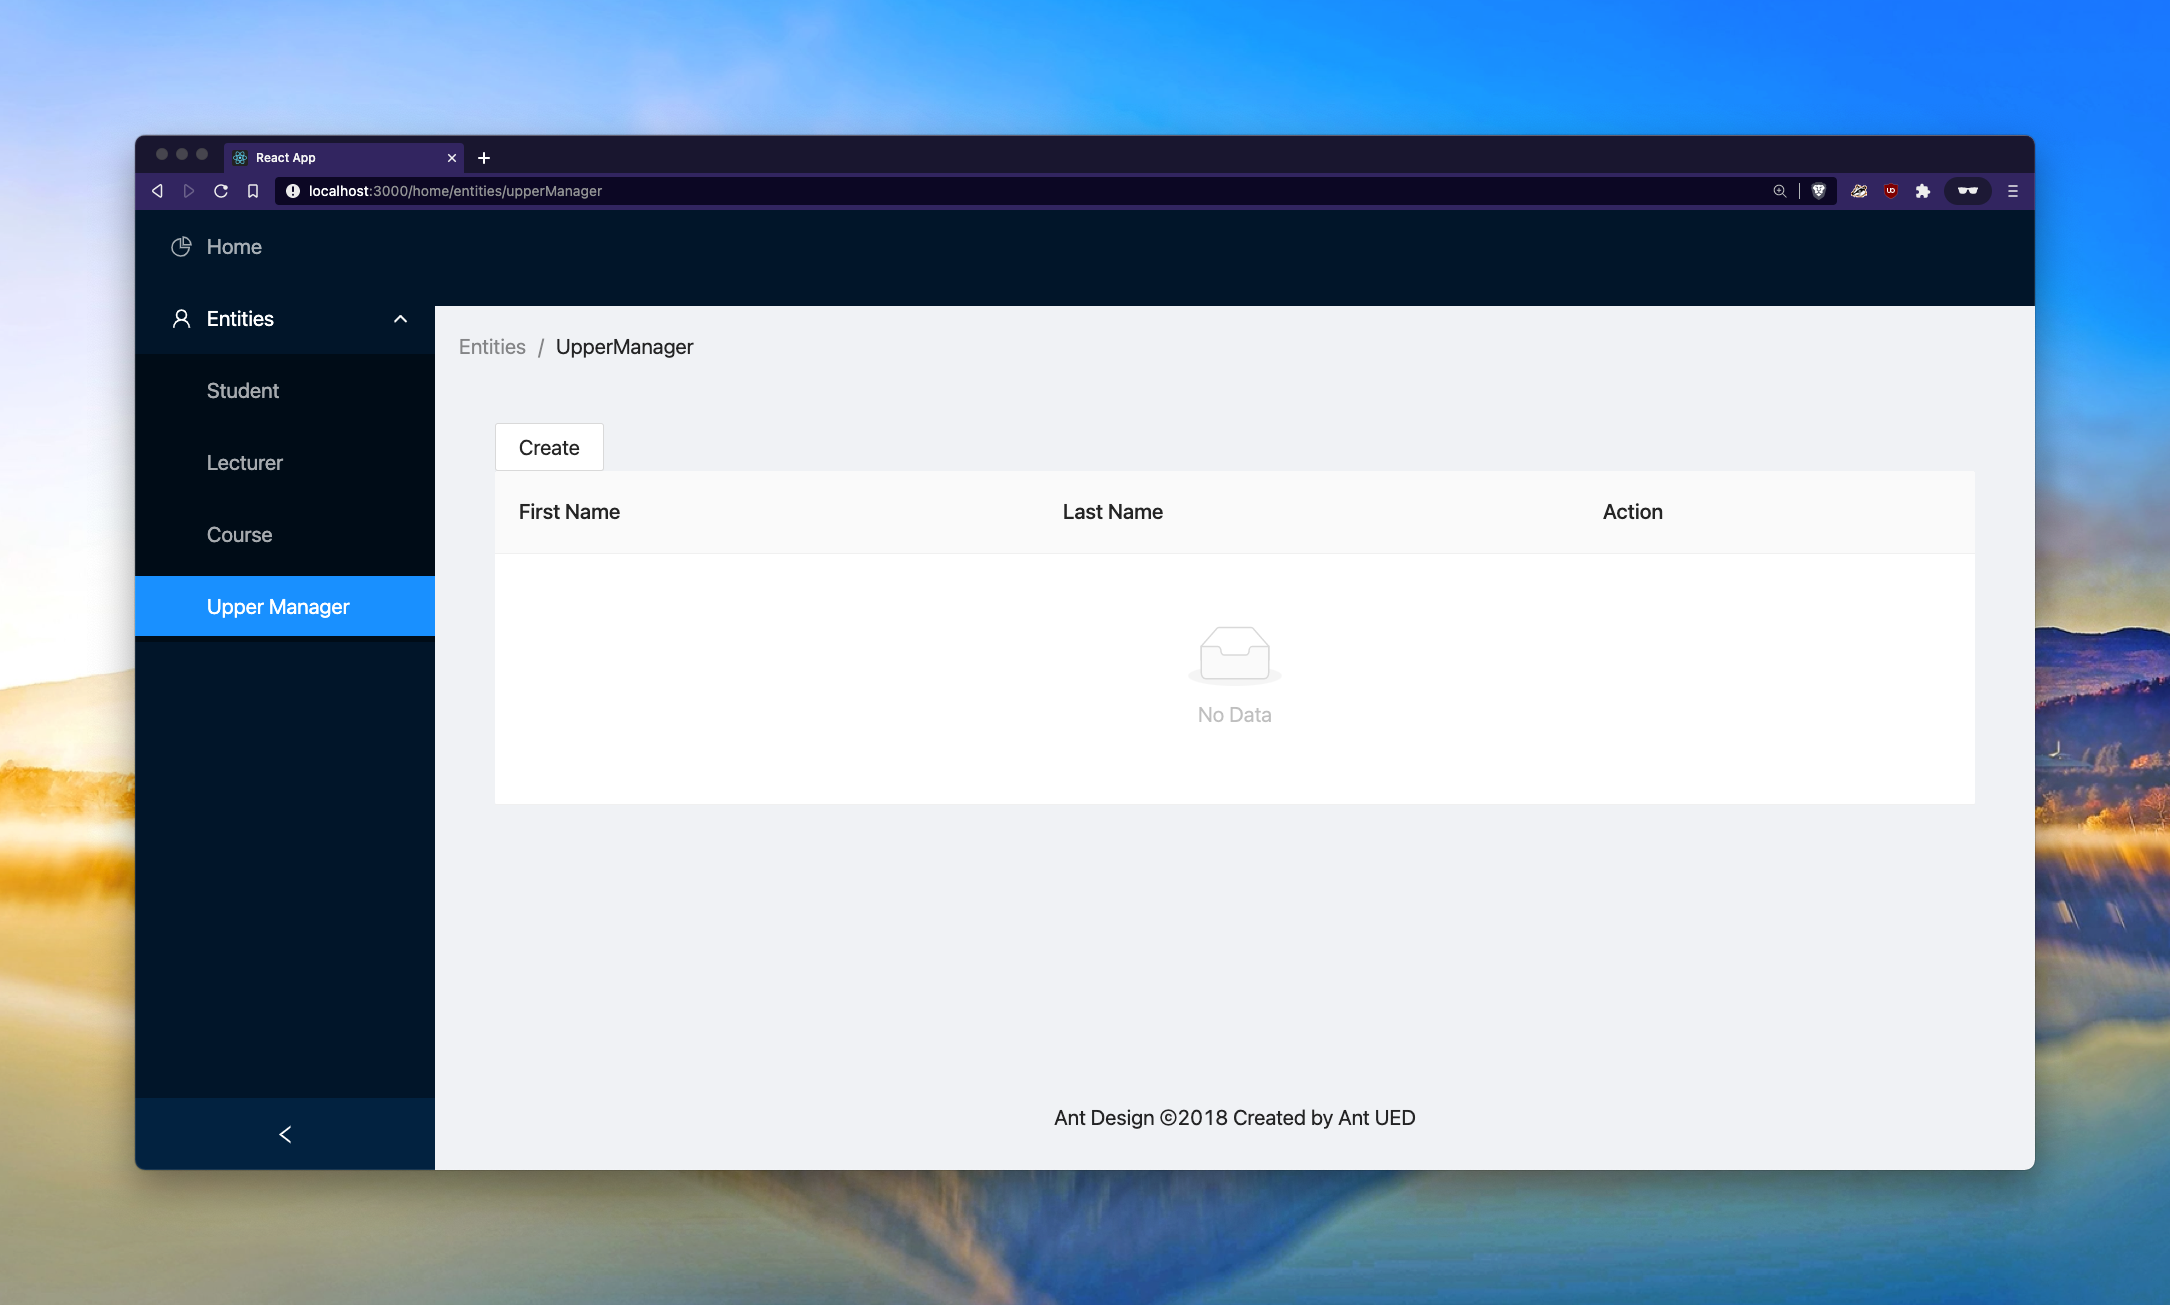 React App
localhost:3000/home/entities/upperManager
Home
Entities
Student
Lecturer
Course
Upper Manager
Entities / UpperManager
Create
First Name Last Name Action
No Data
Ant Design ©2018 Created by Ant UED